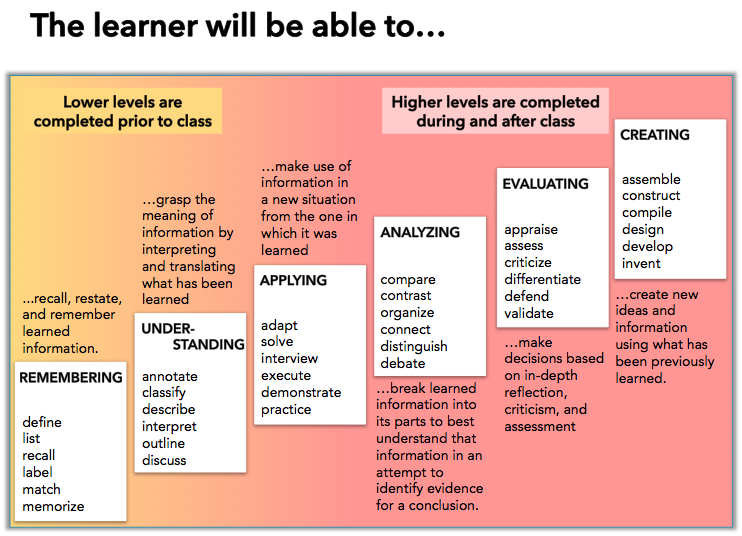 The learner will be able to…
Lower levels are
completed prior to class
Higher levels are completed
during and after class
...recall, restate,
and remember
learned
information.
REMEMBERING
define
list
recall
label
match
memorize
…grasp the
meaning of
information by
interpreting
and translating
what has been
learned
UNDER-
STANDING
annotate
classify
describe
interpret
outline
discuss
…make use of
information in
a new situation
from the one in
which it was
learned
APPLYING
adapt
solve
interview
execute
demonstrate
practice
ANALYZING
compare
contrast
organize
connect
distinguish
debate
…break learned
information into
its parts to best
understand that
information in an
attempt to
identify evidence
for a conclusion.
EVALUATING
appraise
assess
criticize
differentiate
defend
validate
…make
decisions based
on in-depth
reflection,
criticism, and
assessment
CREATING
assemble
construct
compile
design
develop
invent
…create new
ideas and
information
using what has
been previously
learned.